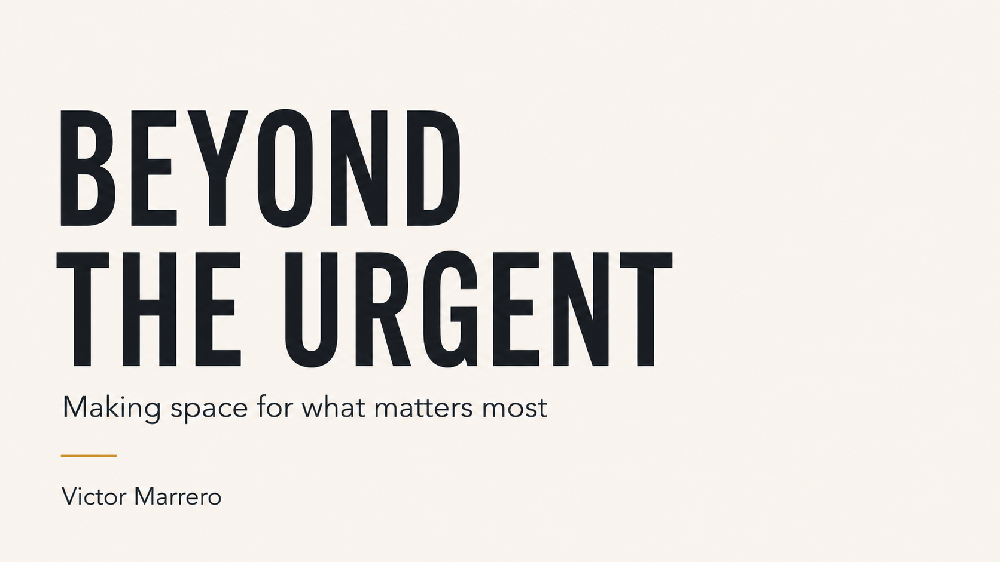 BEYOND
THE URGENT
Making space for what matters most
Victor Marrero